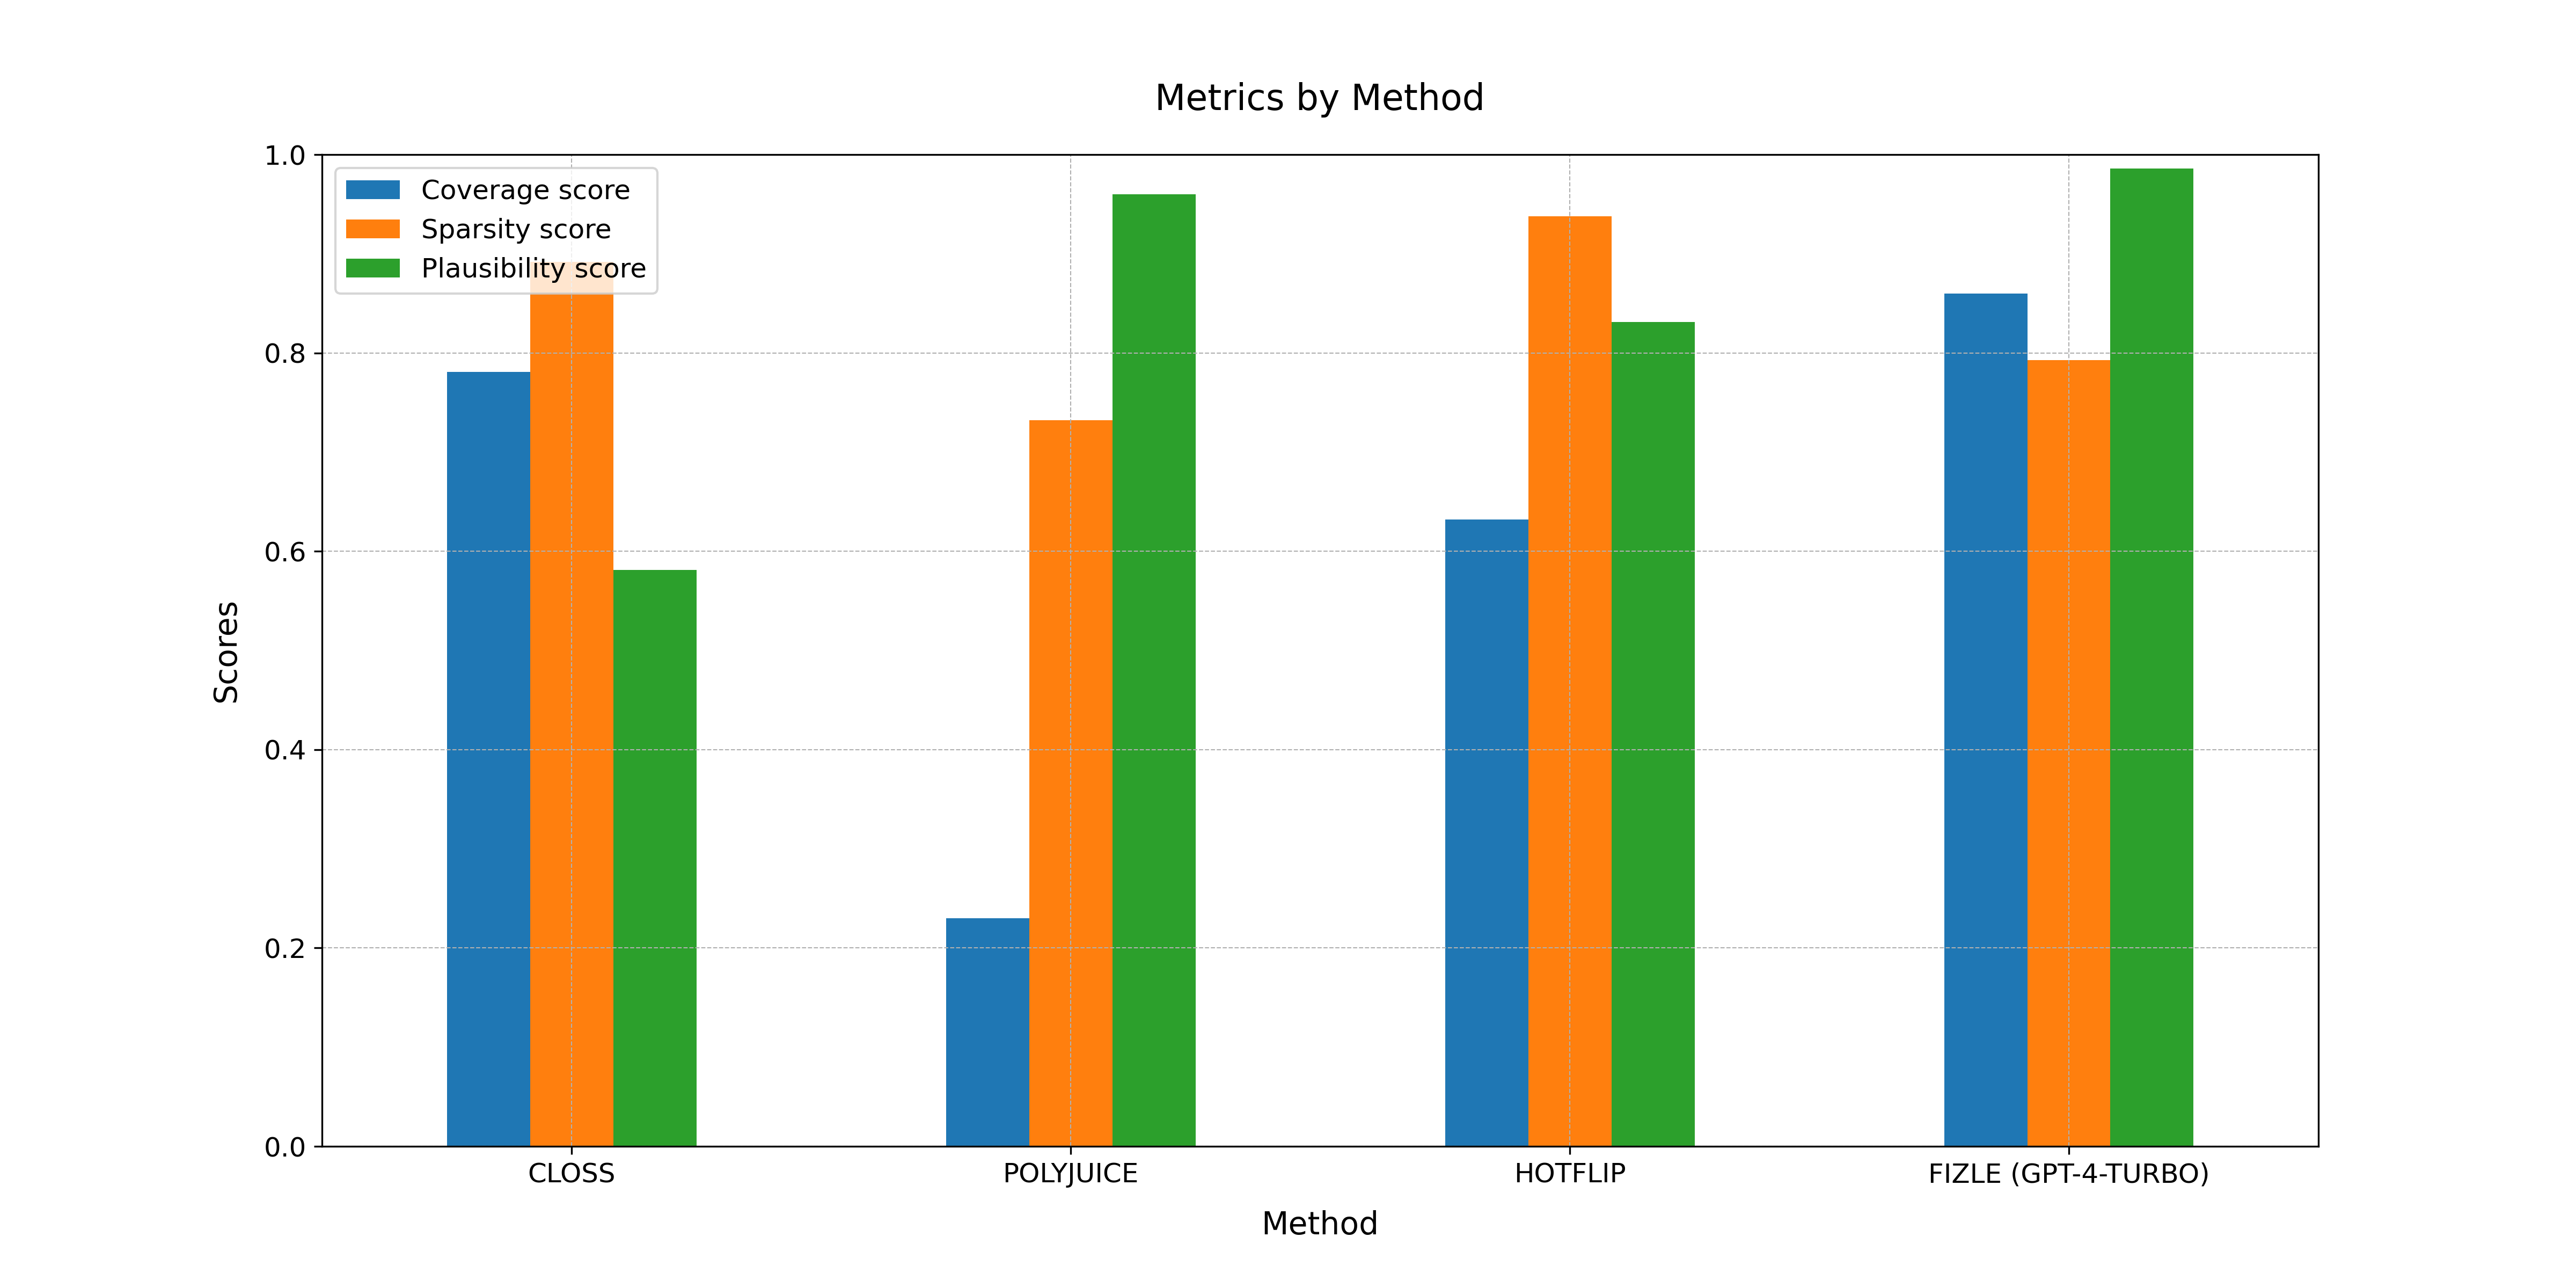 Metrics by Method
Coverage score
Sparsity score
Plausibility score
1.0
0.8
0.6
0.4
0.2
0.0
Scores
CLOSS
POLYJUICE
HOTFLIP
FIZLE (GPT-4-TURBO)
Method